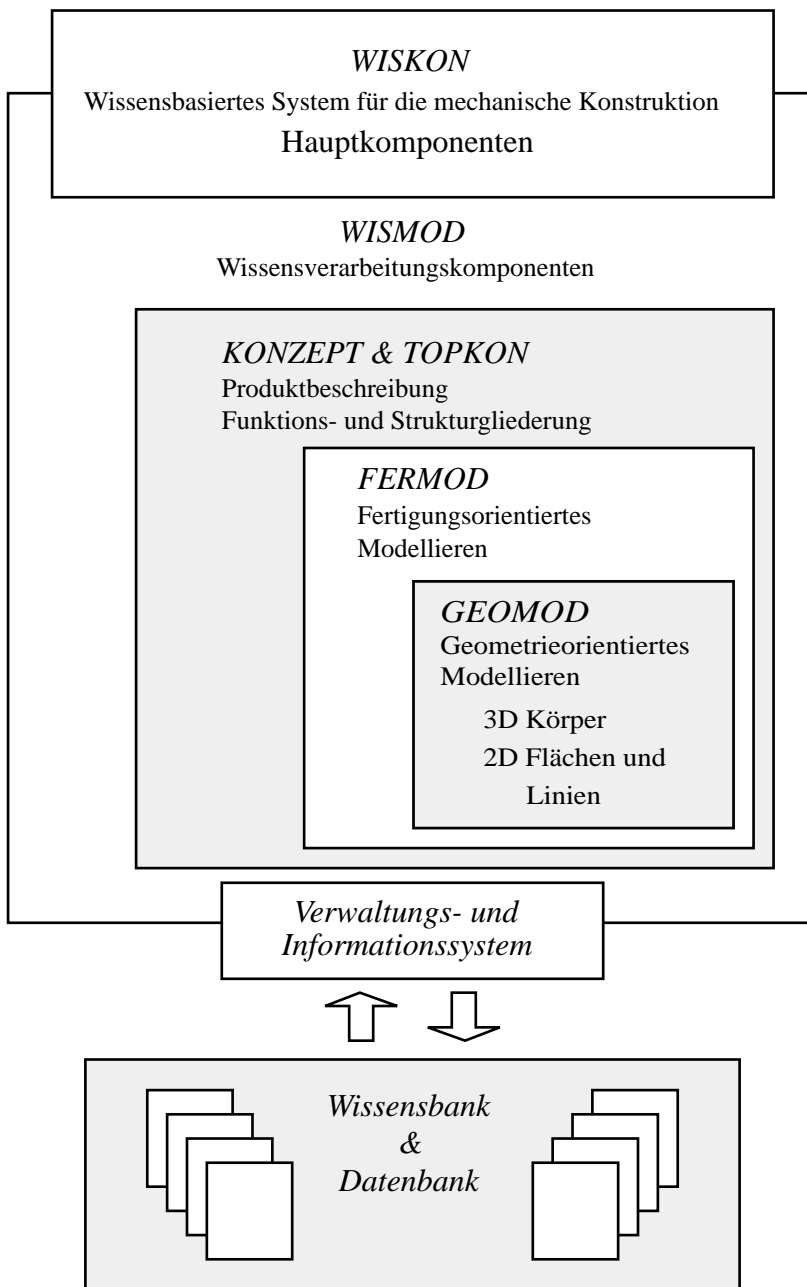 WISKON
Wissensbasiertes System für die mechanische Konstruktion
Hauptkomponenten
WISMOD
Wissensverarbeitungskomponenten
KONZEPT & TOPKON
Produktbeschreibung
Funktions- und Strukturgliederung
FERMOD
Fertigungsorientiertes
Modellieren
GEOMOD
Geometrieorientiertes
Modellieren
3D Körper
2D Flächen und
Linien
Verwaltungs- und
Informationssystem
Wissensbank
&
Datenbank